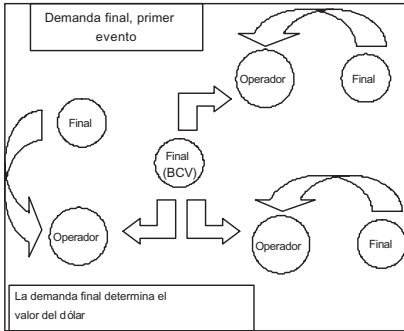 Demanda final, primer
evento
Operador
Final
Final
Final
(BCV)
Operador
Operador
Final
La demanda final determina el
valor del dólar